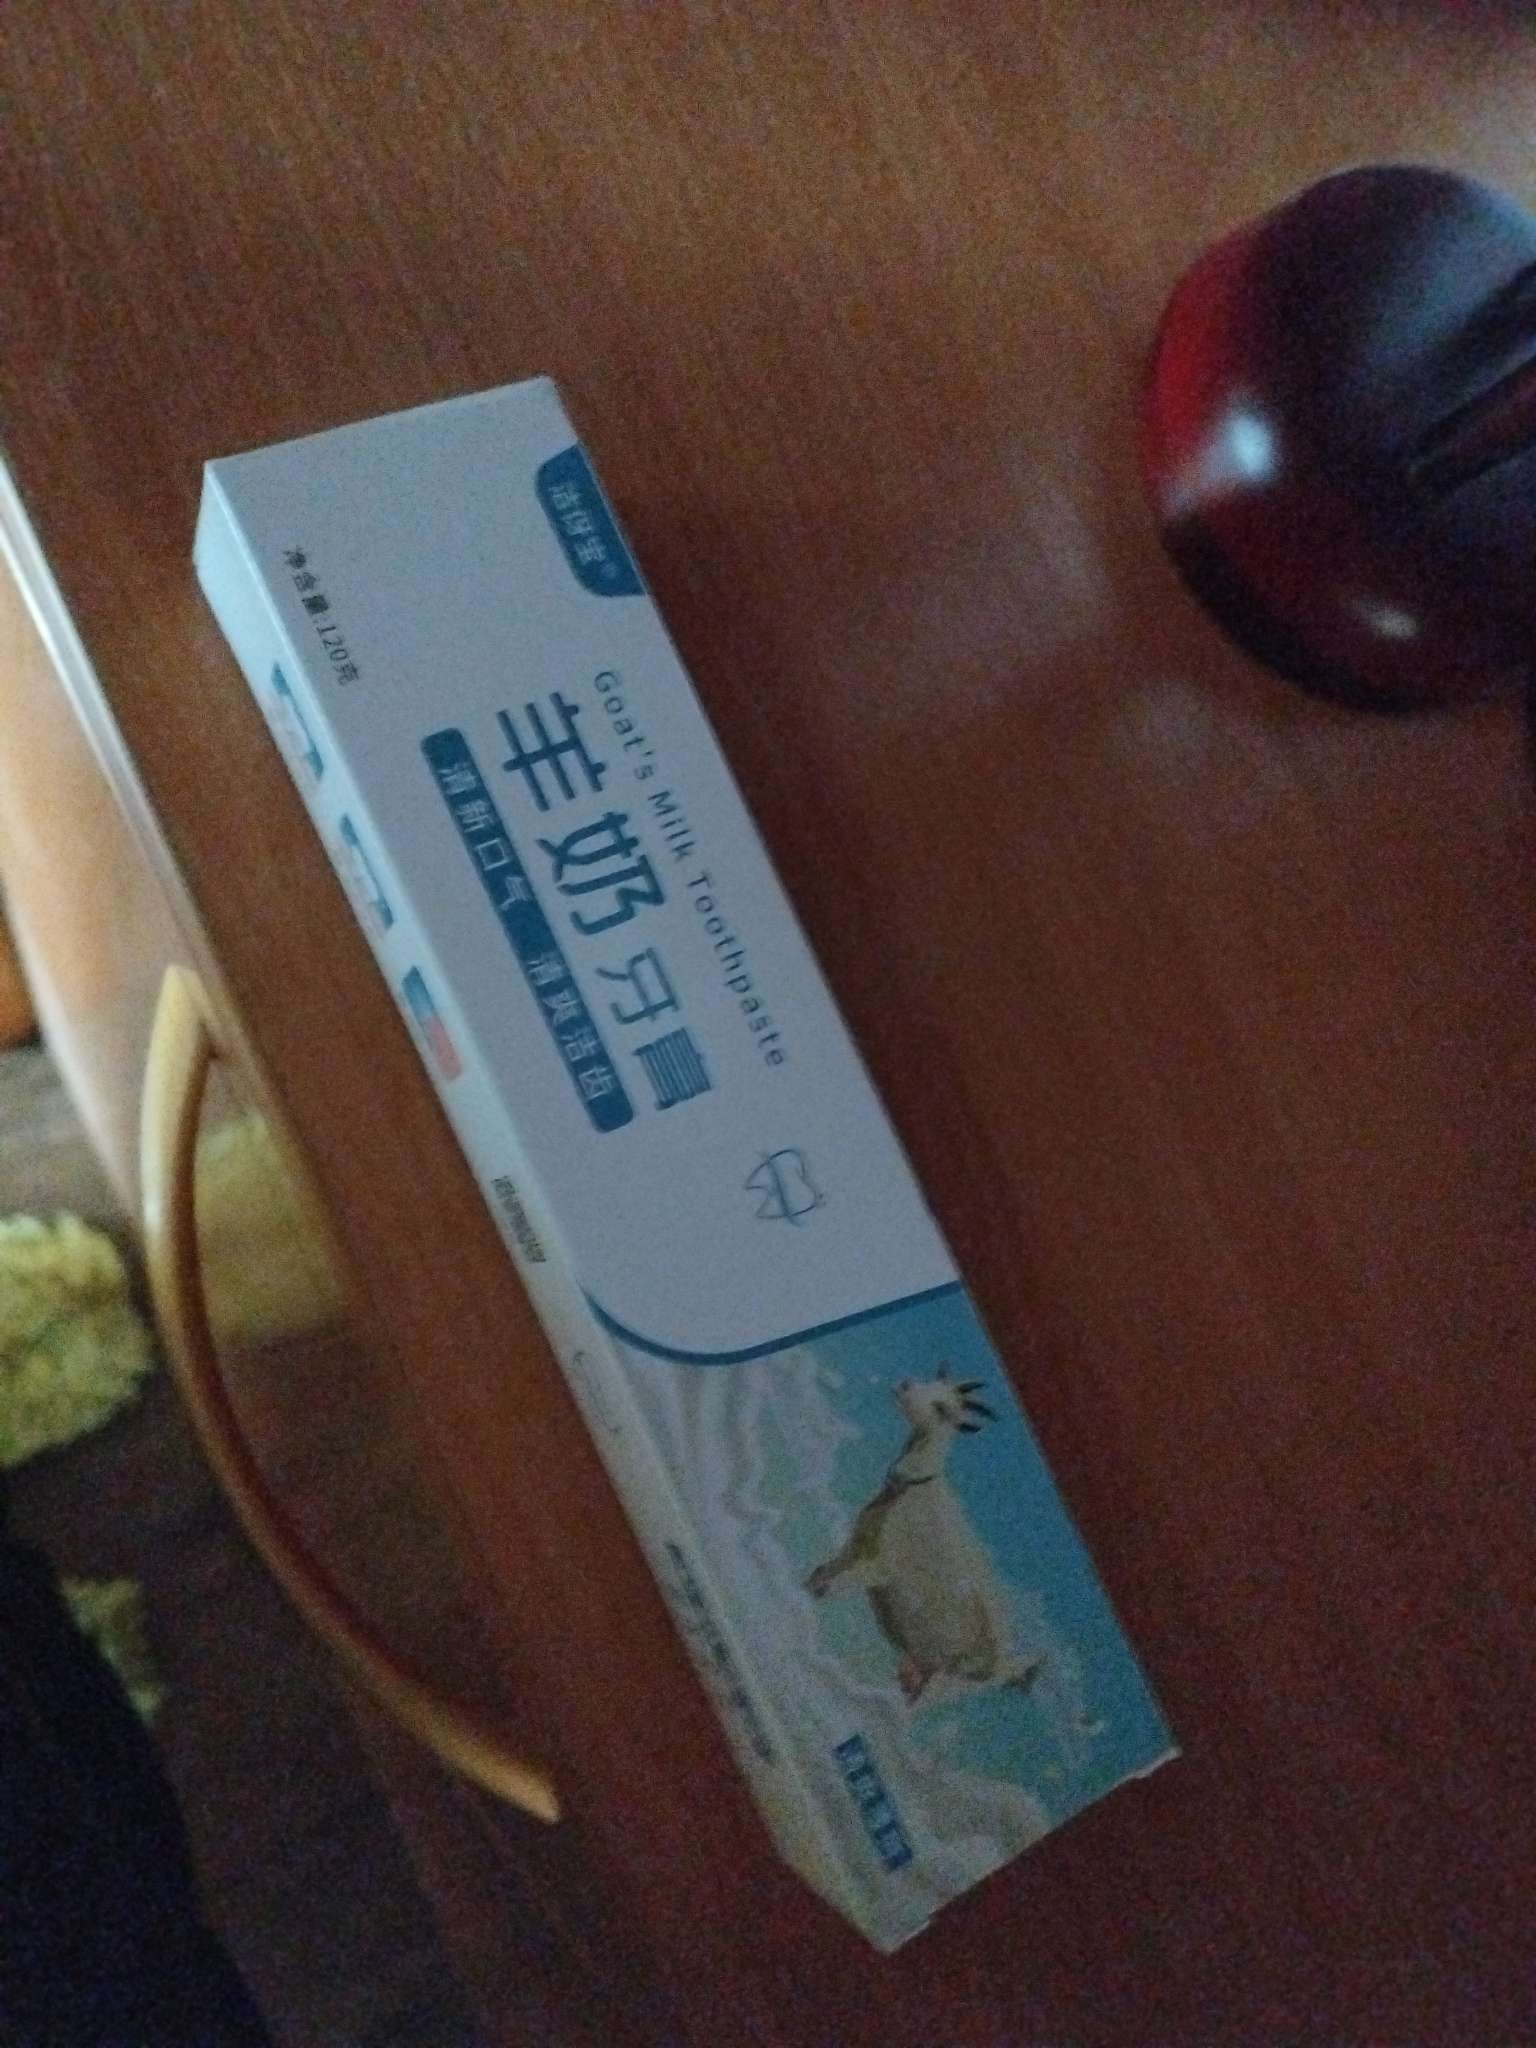 洁伢宝®
Goat's Milk Toothpaste
羊奶牙膏
清新口气 清爽洁齿
净含量:120克